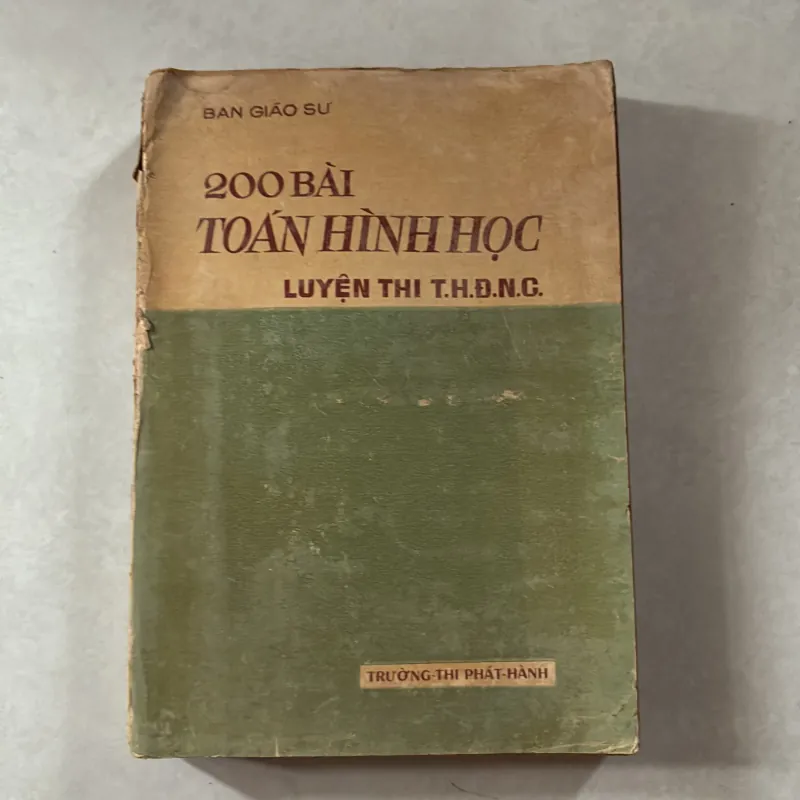 BAN GIÁO SƯ
200 BÀI
TOÁN HÌNH HỌC
LUYỆN THI T.H.Đ.N.C.
TRƯỜNG-THI PHÁT-HÀNH